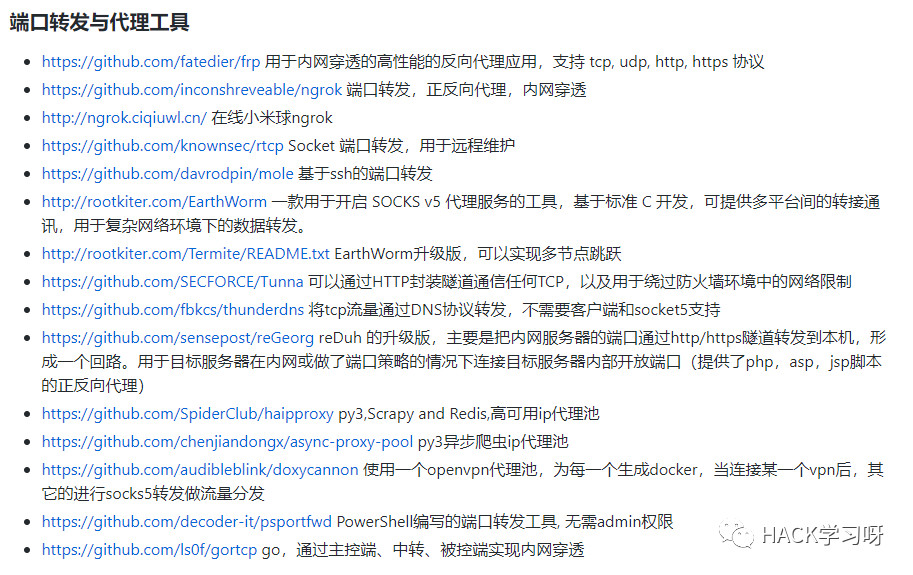 端口转发与代理工具
https://github.com/fatedier/frp 用于内网穿透的高性能的反向代理应用，支持 tcp, udp, http, https 协议
https://github.com/inconshreveable/ngrok 端口转发，正反向代理，内网穿透
http://ngrok.ciqiuwl.cn/ 在线小米球ngrok
https://github.com/knownsec/rtcp Socket 端口转发，用于远程维护
https://github.com/davrodpin/mole 基于ssh的端口转发
http://rootkiter.com/EarthWorm 一款用于开启 SOCKS v5 代理服务的工具，基于标准 C 开发，可提供多平台间的转接通
讯，用于复杂网络环境下的数据转发。
http://rootkiter.com/Termite/README.txt EarthWorm升级版，可以实现多节点跳跃
https://github.com/SECFORCE/Tunna 可以通过HTTP封装隧道通信任何TCP，以及用于绕过防火墙环境中的网络限制
https://github.com/fbkcs/thunderdns 将tcp流量通过DNS协议转发，不需要客户端和socket5支持
https://github.com/sensepost/reGeorg reDuh 的升级版，主要是把内网服务器的端口通过http/https隧道转发到本机，形
成一个回路。用于目标服务器在内网或做了端口策略的情况下连接目标服务器内部开放端口（提供了php，asp，jsp脚本
的正反向代理）
https://github.com/SpiderClub/haipproxy py3,Scrapy and Redis,高可用ip代理池
https://github.com/chenjiandongx/async-proxy-pool py3异步爬虫ip代理池
https://github.com/audibleblink/doxycannon 使用一个openvpn代理池，为每一个生成docker，当连接某一个vpn后，其
它的进行socks5转发做流量分发
https://github.com/decoder-it/psportfwd PowerShell编写的端口转发工具, 无需admin权限
https://github.com/ls0f/gortcp go，通过主控端、中转、被控端实现内网穿透
HACK学习呀